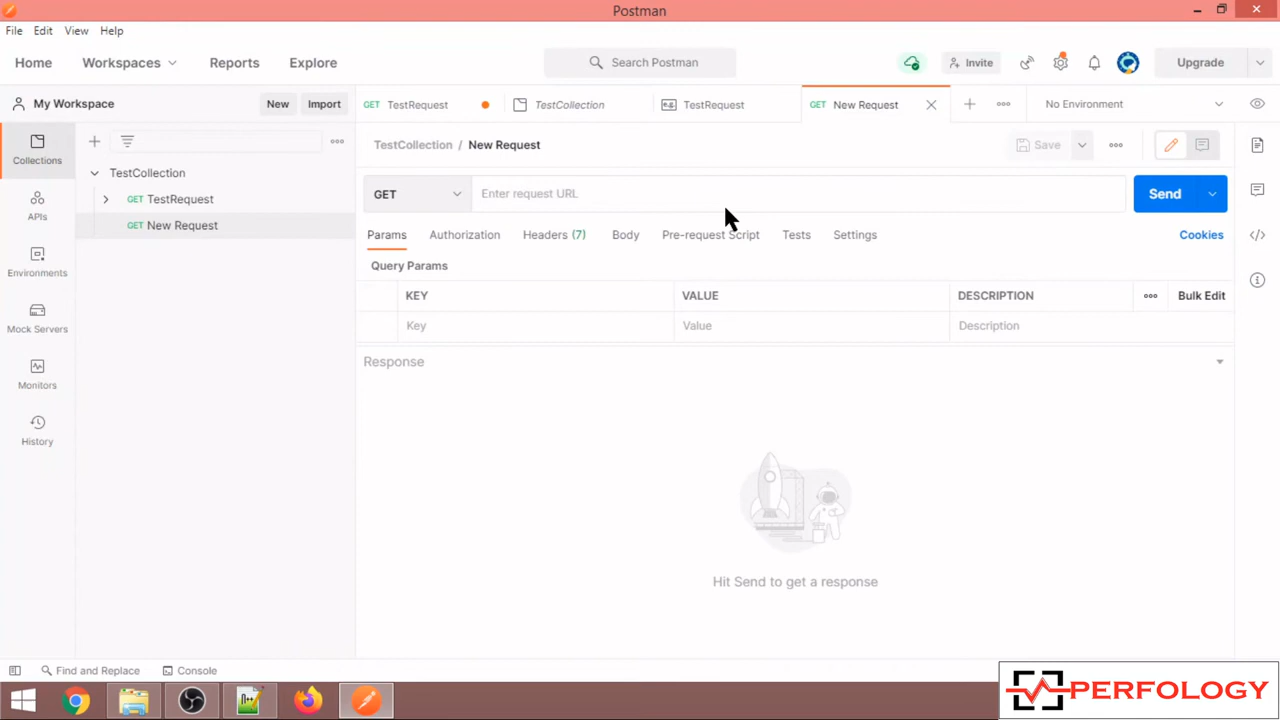 Postman
File Edit View Help
Home Workspaces Reports Explore Search Postman Invite Upgrade
My Workspace New Import GET TestRequest TestCollection TestRequest GET New Request No Environment
TestCollection / New Request Save
Collections
APIs
Environments
Mock Servers
Monitors
History
TestCollection
GET TestRequest
GET New Request
GET Enter request URL Send
Params Authorization Headers (7) Body Pre-request Script Tests Settings Cookies
Query Params
KEY VALUE DESCRIPTION Bulk Edit
Key Value Description
Response
Hit Send to get a response
Find and Replace Console
PERFOLOGY